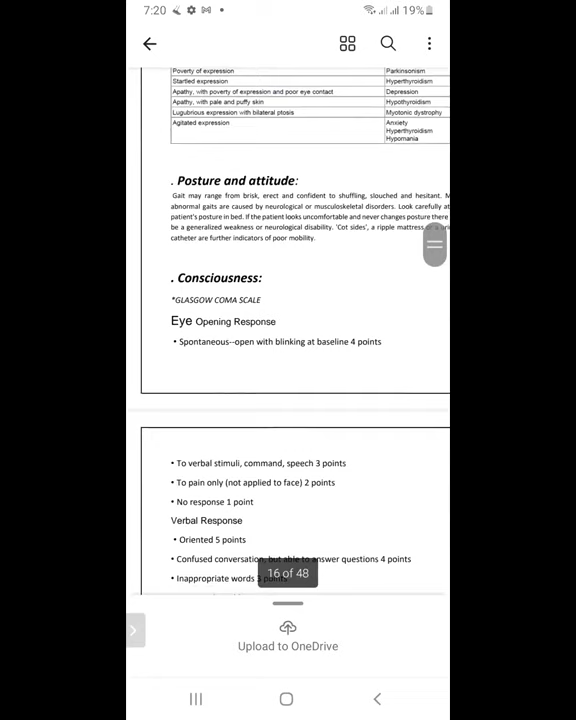 7:20 19%
Poverty of expression Parkinsonism
Startled expression Hyperthyroidism
Apathy, with poverty of expression and poor eye contact Depression
Apathy, with pale and puffy skin Hypothyroidism
Lugubrious expression with bilateral ptosis Myotonic dystrophy
Agitated expression Anxiety
Hyperthyroidism
Hypomania
. Posture and attitude:
Gait may range from brisk, erect and confident to shuffling, slouched and hesitant. M
abnormal gaits are caused by neurological or musculoskeletal disorders. Look carefully at
patient's posture in bed. If the patient looks uncomfortable and never changes posture there
be a generalized weakness or neurological disability. 'Cot sides', a ripple mattress or a uri
catheter are further indicators of poor mobility.
. Consciousness:
*GLASGOW COMA SCALE
Eye Opening Response
• Spontaneous--open with blinking at baseline 4 points
• To verbal stimuli, command, speech 3 points
• To pain only (not applied to face) 2 points
• No response 1 point
Verbal Response
• Oriented 5 points
• Confused conversation, but able to answer questions 4 points
• Inappropriate words 3 points
16 of 48
Upload to OneDrive